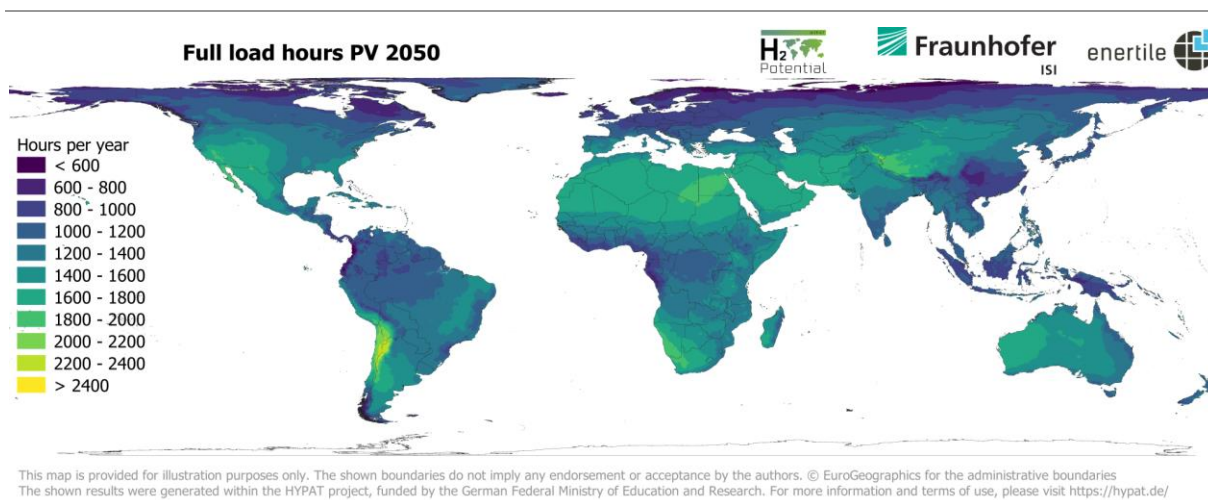 Full load hours PV 2050
H2
Potential
Fraunhofer
ISI
enertile
Hours per year
< 600
600 - 800
800 - 1000
1000 - 1200
1200 - 1400
1400 - 1600
1600 - 1800
1800 - 2000
2000 - 2200
2200 - 2400
> 2400
This map is provided for illustration purposes only. The shown boundaries do not imply any endorsement or acceptance by the authors. © EuroGeographics for the administrative boundaries
The shown results were generated within the HYPAT project, funded by the German Federal Ministry of Education and Research. For more information and terms of use, please visit https://hypat.de/